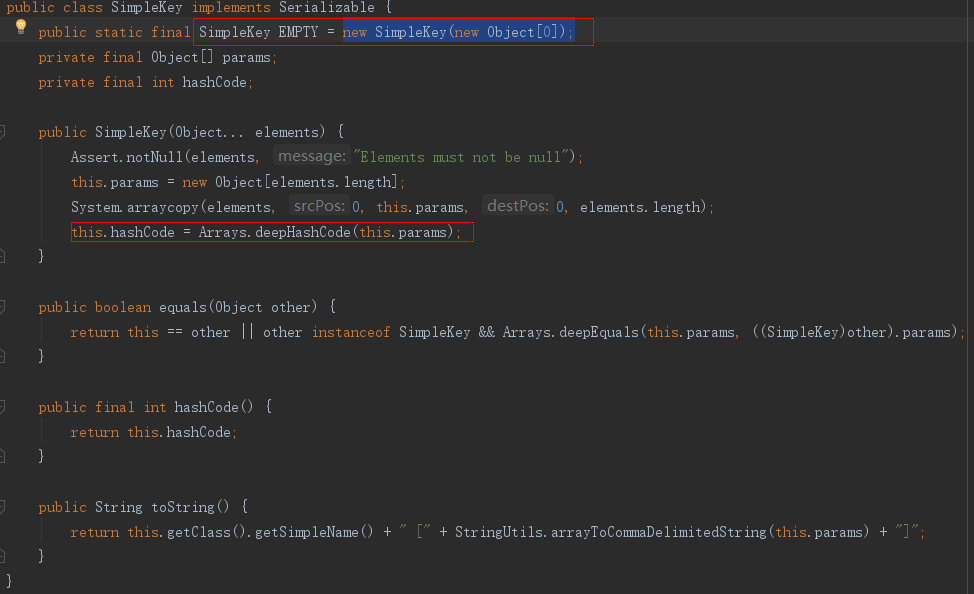 public class SimpleKey implements Serializable {
public static final SimpleKey EMPTY = new SimpleKey(new Object[0]);
private final Object[] params;
private final int hashCode;
public SimpleKey(Object... elements) {
Assert.notNull(elements, message: "Elements must not be null");
this.params = new Object[elements.length];
System.arraycopy(elements, srcPos: 0, this.params, destPos: 0, elements.length);
this.hashCode = Arrays.deepHashCode(this.params);
}
public boolean equals(Object other) {
return this == other || other instanceof SimpleKey && Arrays.deepEquals(this.params, ((SimpleKey)other).params);
}
public final int hashCode() {
return this.hashCode;
}
public String toString() {
return this.getClass().getSimpleName() + " [" + StringUtils.arrayToCommaDelimitedString(this.params) + "]";
}
}